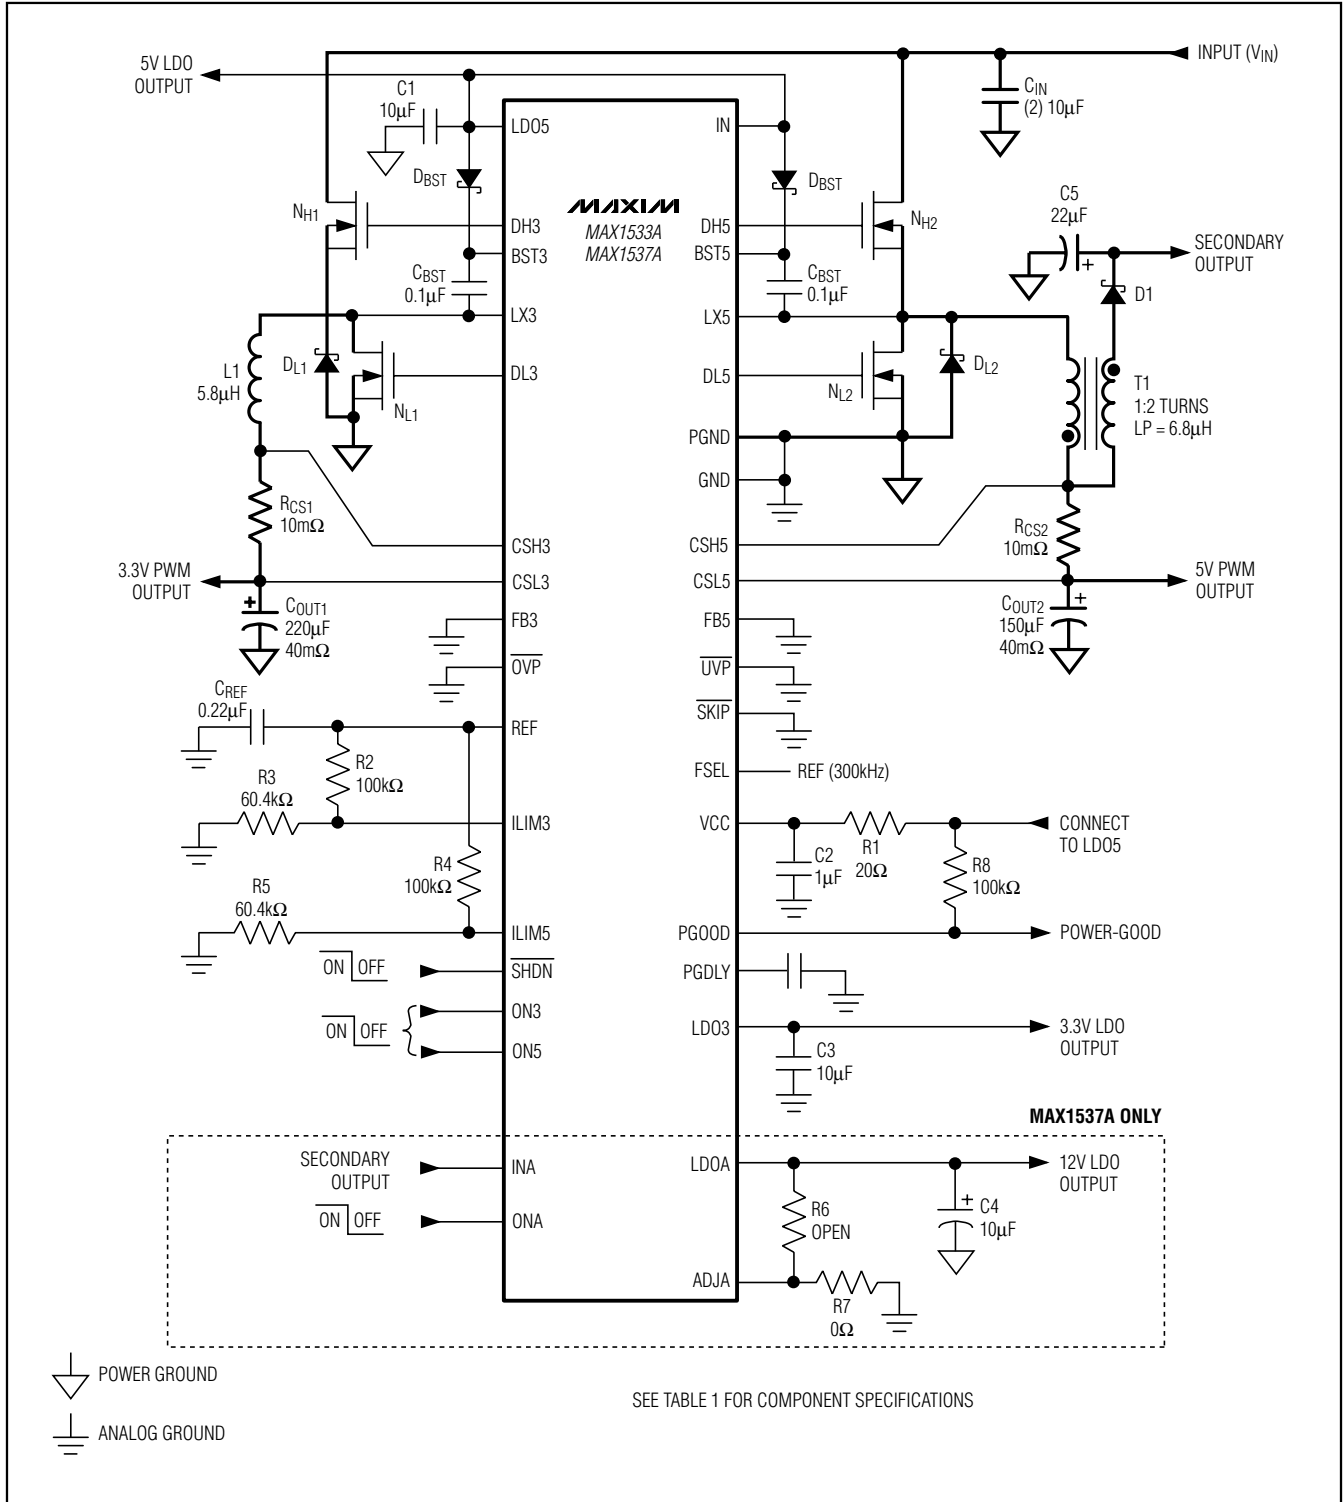 5V LDO
OUTPUT
INPUT (VIN)
C1
10µF
CIN
(2) 10µF
LDO5
IN
DBST
DBST
C5
22µF
MAXIM
NH1
NH2
DH3
MAX1533A
DH5
BST3
MAX1537A
BST5
SECONDARY
OUTPUT
+
CBST
0.1µF
CBST
0.1µF
D1
LX3
LX5
L1
5.8µH
DL1
DL3
DL5
DL2
NL1
NL2
T1
1:2 TURNS
LP = 6.8µH
PGND
GND
RCS1
10mΩ
RCS2
10mΩ
CSH3
CSH5
3.3V PWM
OUTPUT
CSL3
CSL5
5V PWM
OUTPUT
+
COUT1
220µF
40mΩ
+
COUT2
150µF
40mΩ
FB3
FB5
OVP
UVP
CREF
0.22µF
SKIP
REF
R2
100kΩ
FSEL
REF (300kHz)
R3
60.4kΩ
ILIM3
VCC
CONNECT
TO LDO5
R4
100kΩ
C2
1µF
R1
20Ω
R8
100kΩ
R5
60.4kΩ
ILIM5
PGOOD
POWER-GOOD
ON OFF
SHDN
PGDLY
ON3
ON OFF
ON5
LDO3
3.3V LDO
OUTPUT
C3
10µF
MAX1537A ONLY
SECONDARY
OUTPUT
INA
LDOA
12V LDO
OUTPUT
ON OFF
ONA
R6
OPEN
+
C4
10µF
ADJA
R7
0Ω
POWER GROUND
SEE TABLE 1 FOR COMPONENT SPECIFICATIONS
ANALOG GROUND